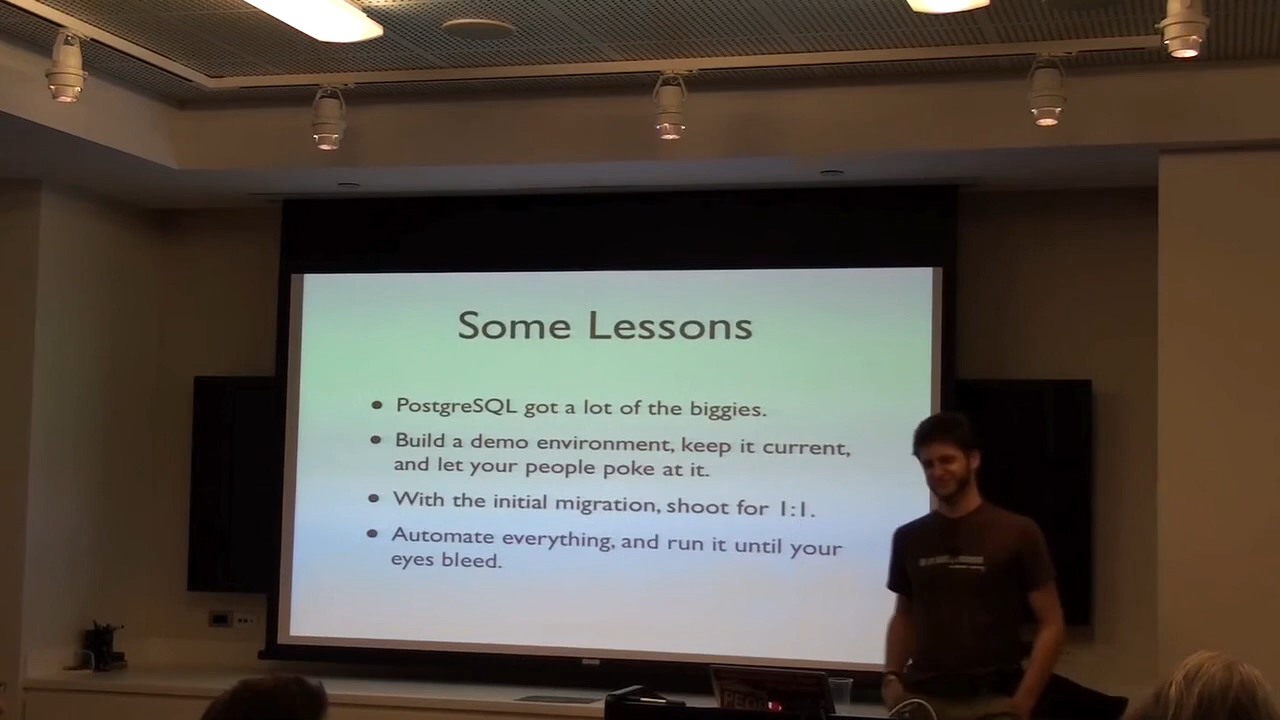 Some Lessons
• PostgreSQL got a lot of the biggies.
• Build a demo environment, keep it current,
and let your people poke at it.
• With the initial migration, shoot for 1:1.
• Automate everything, and run it until your
eyes bleed.